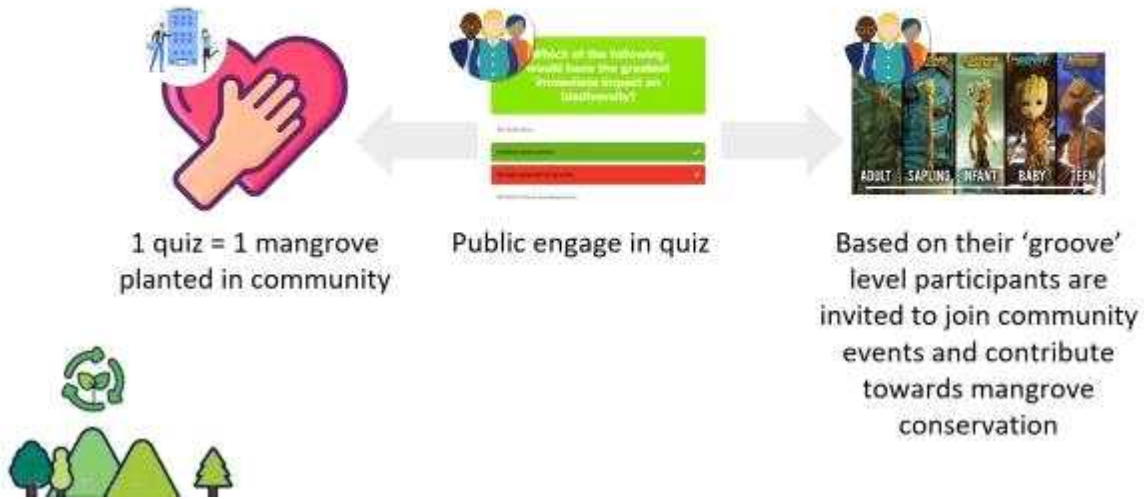 Which of the following
would have the greatest
immediate impact on
biodiversity?
ADULT SAPLING INFANT BABY TEEN
1 quiz = 1 mangrove
planted in community
Public engage in quiz
Based on their ‘groove’
level participants are
invited to join community
events and contribute
towards mangrove
conservation